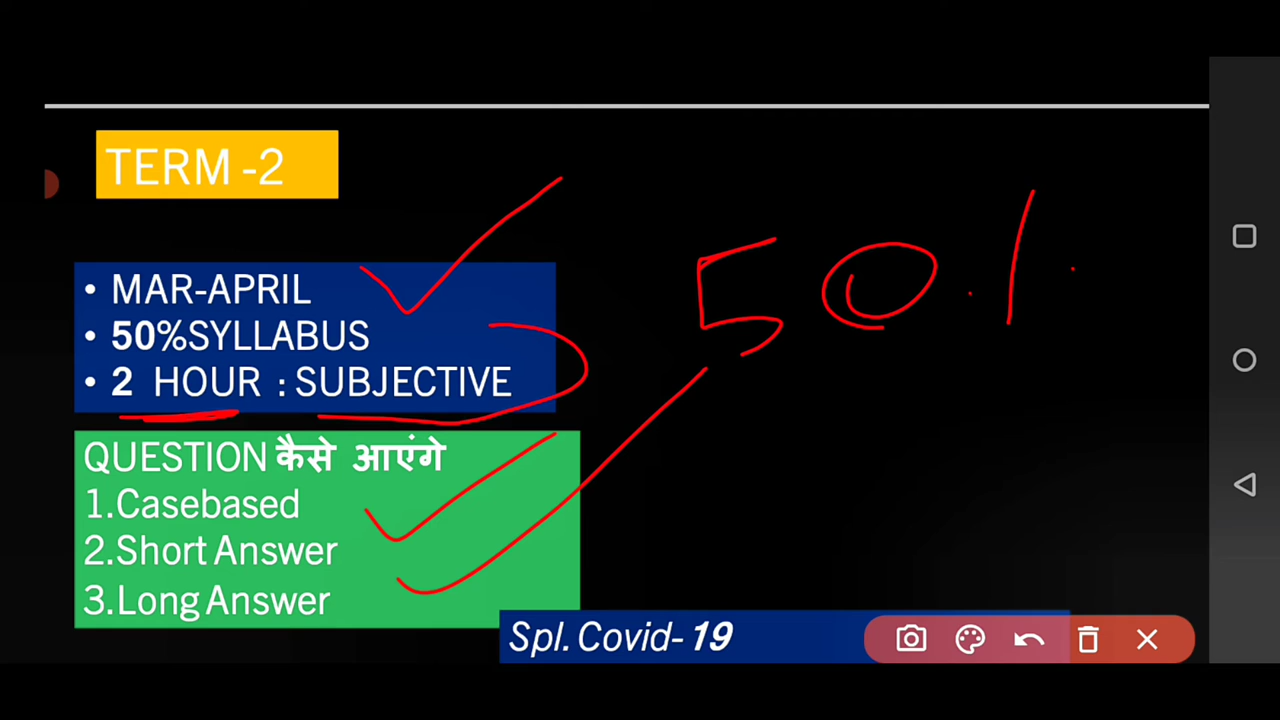 TERM -2
• MAR-APRIL
• 50%SYLLABUS
• 2 HOUR : SUBJECTIVE
50%
QUESTION कैसे आएंगे
1.Casebased
2.Short Answer
3.Long Answer
Spl. Covid- 19